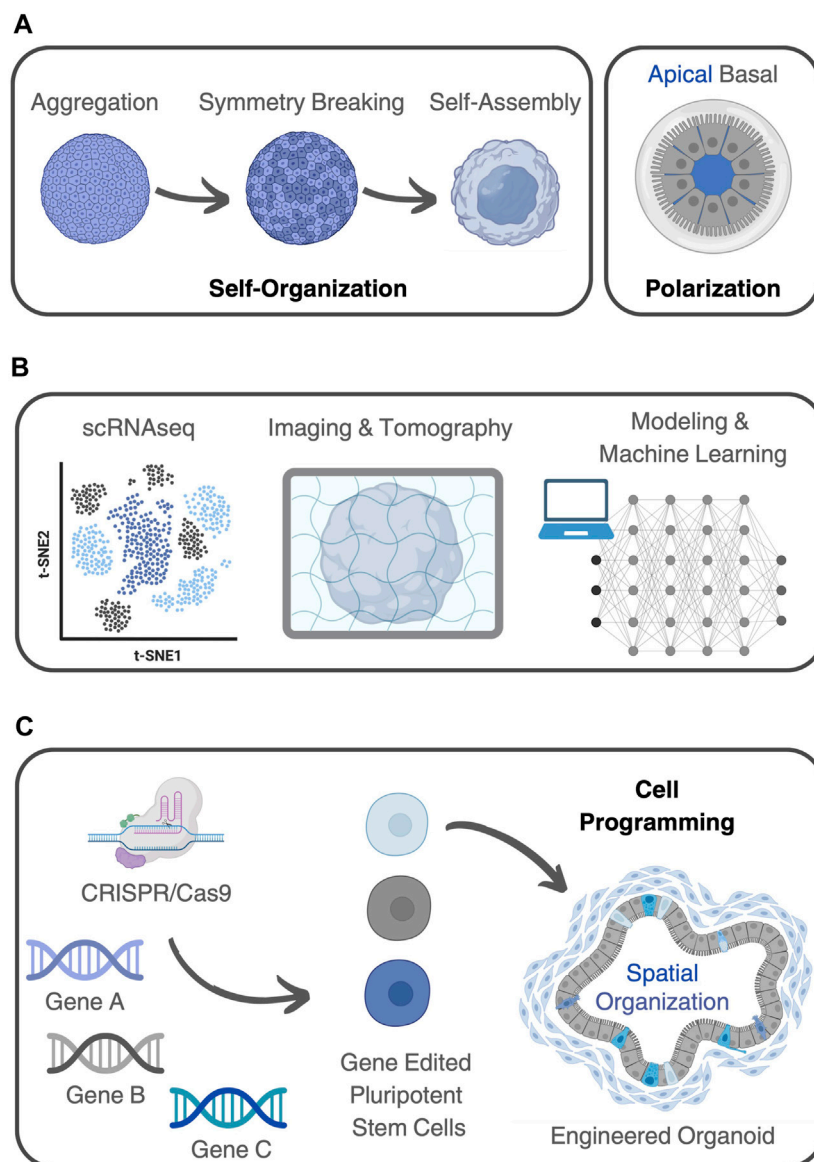 A
Aggregation
Symmetry Breaking
Self-Assembly
Self-Organization
Apical Basal
Polarization
B
scRNAseq
t-SNE2
t-SNE1
Imaging & Tomography
Modeling &
Machine Learning
C
CRISPR/Cas9
Gene A
Gene B
Gene C
Gene Edited
Pluripotent
Stem Cells
Cell
Programming
Spatial
Organization
Engineered Organoid